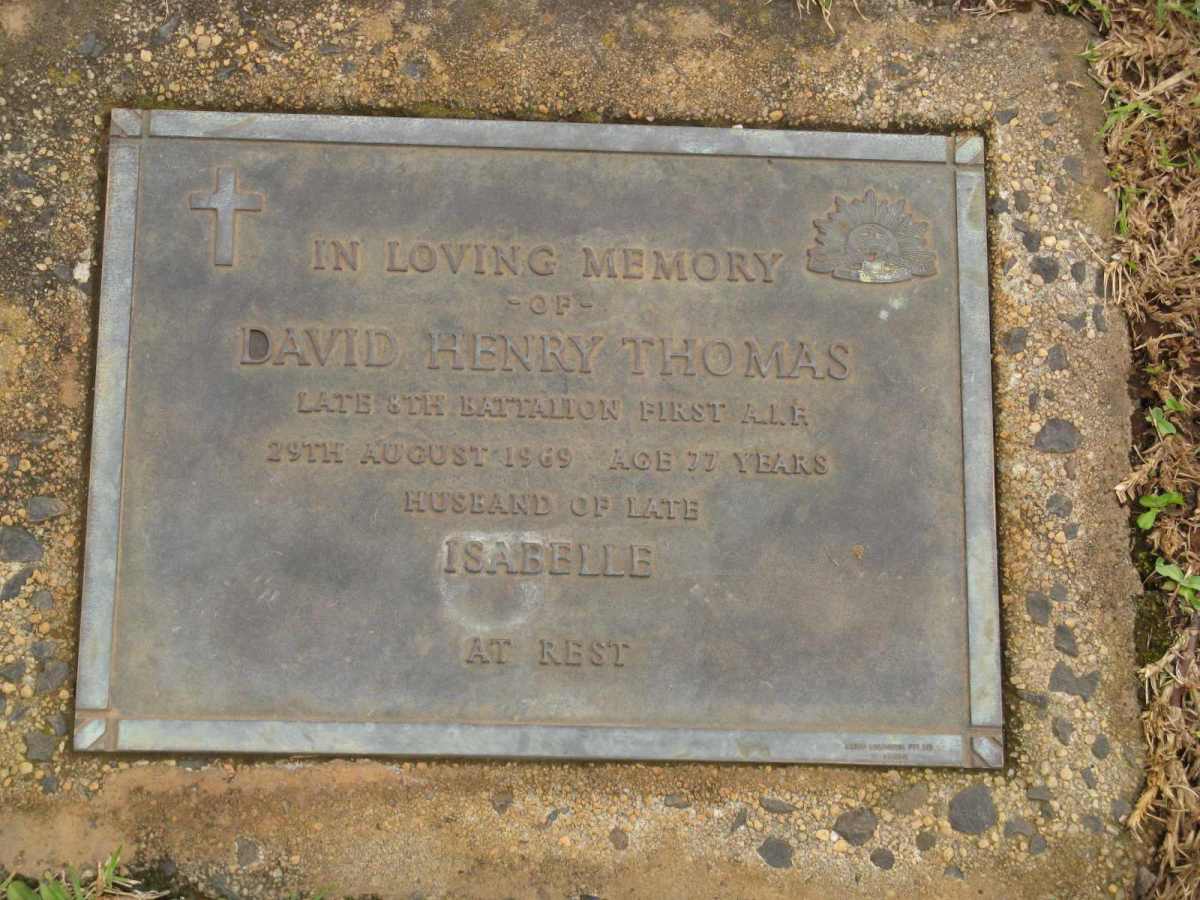 IN LOVING MEMORY
-OF-
DAVID HENRY THOMAS
LATE 8TH BATTALION FIRST A.I.F.
29TH AUGUST 1969 AGE 77 YEARS
HUSBAND OF LATE
ISABELLE
AT REST